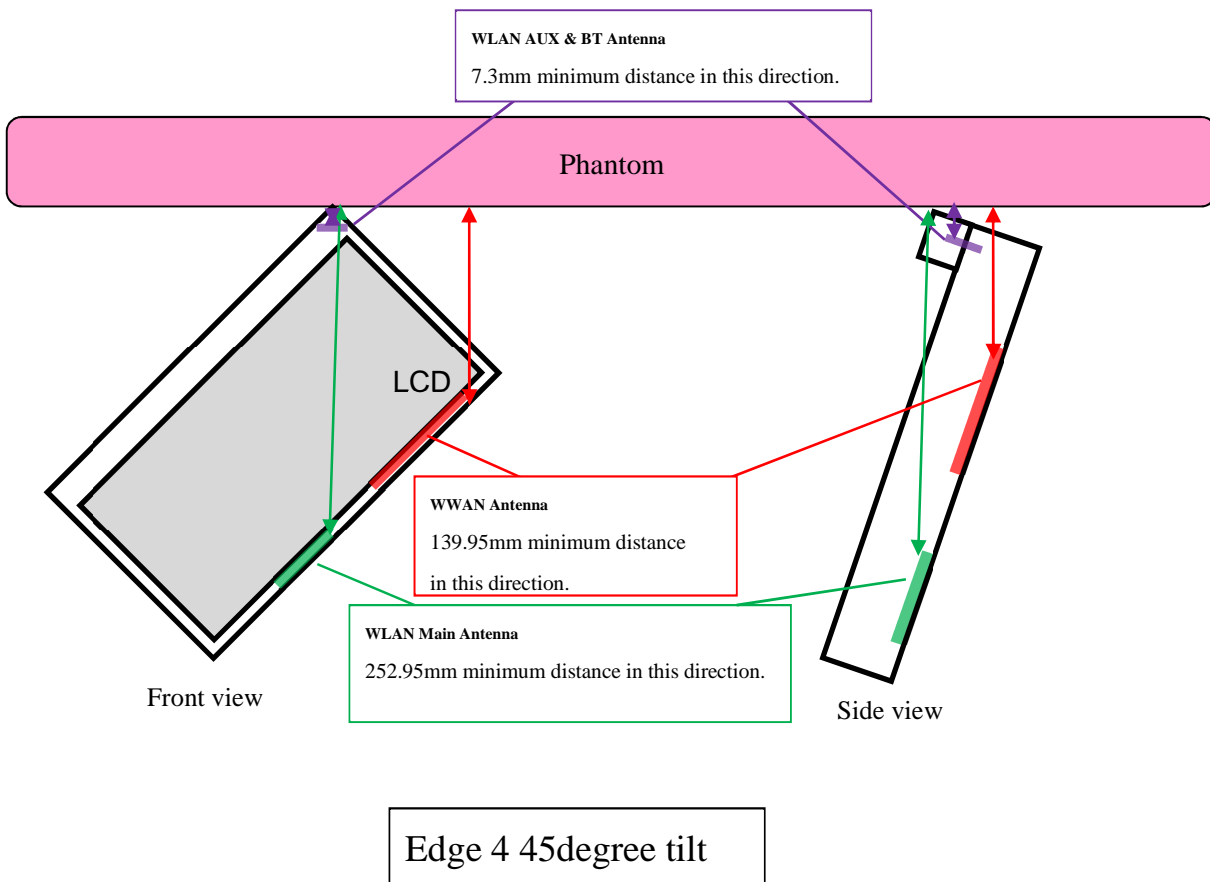 WLAN AUX & BT Antenna
7.3mm minimum distance in this direction.
Phantom
LCD
WWAN Antenna
139.95mm minimum distance
in this direction.
WLAN Main Antenna
252.95mm minimum distance in this direction.
Front view
Side view
Edge 4 45degree tilt